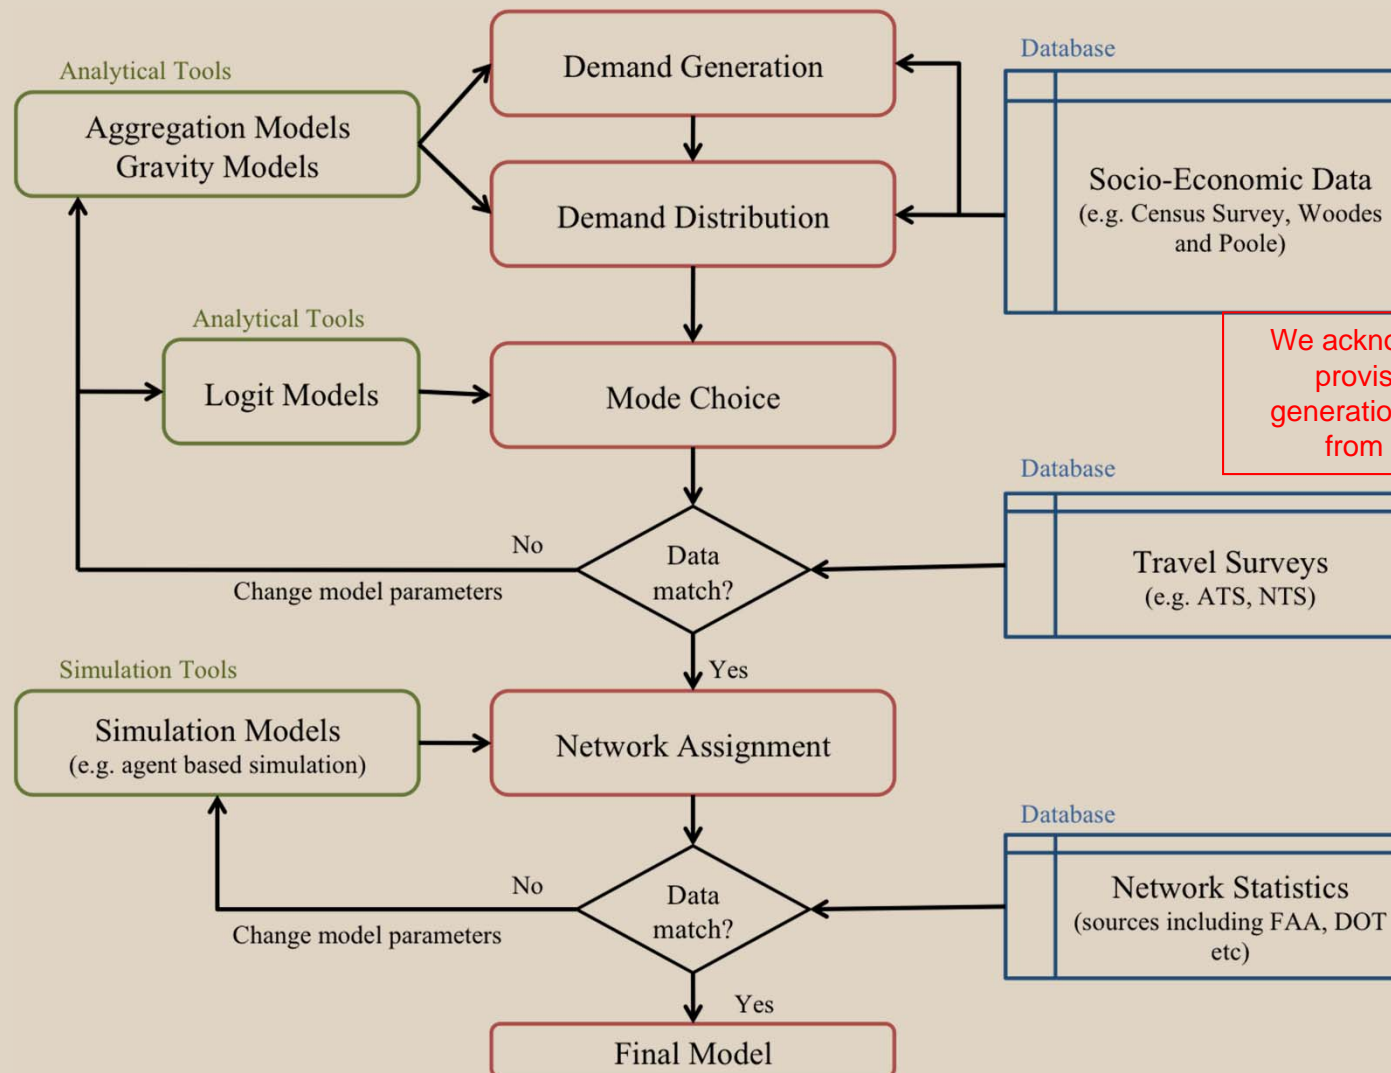 Demand Generation
Database
Analytical Tools
Aggregation Models
Gravity Models
Socio-Economic Data
(e.g. Census Survey, Woodes
and Poole)
Demand Distribution
Analytical Tools
Logit Models
Mode Choice
We
provis
generatio
from
Database
No
Data
match?
Change model parameters
Travel Surveys
(e.g. ATS, NTS)
Yes
Simulation Tools
Simulation Models
(e.g. agent based simulation)
Network Assignment
Database
No
Data
match?
Change model parameters
Network Statistics
(sources including FAA, DOT
etc)
Yes
Final Model